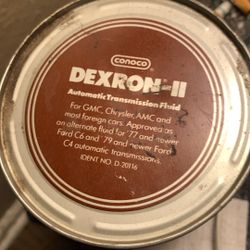 conoco
DEXRON®-II
Automatic Transmission Fluid
For GMC, Chrysler, AMC and
most foreign cars. Approved as
an alternate fluid for '77 and newer
Ford C6 and '79 and newer Ford
C4 automatic transmissions.
IDENT NO. D-20116